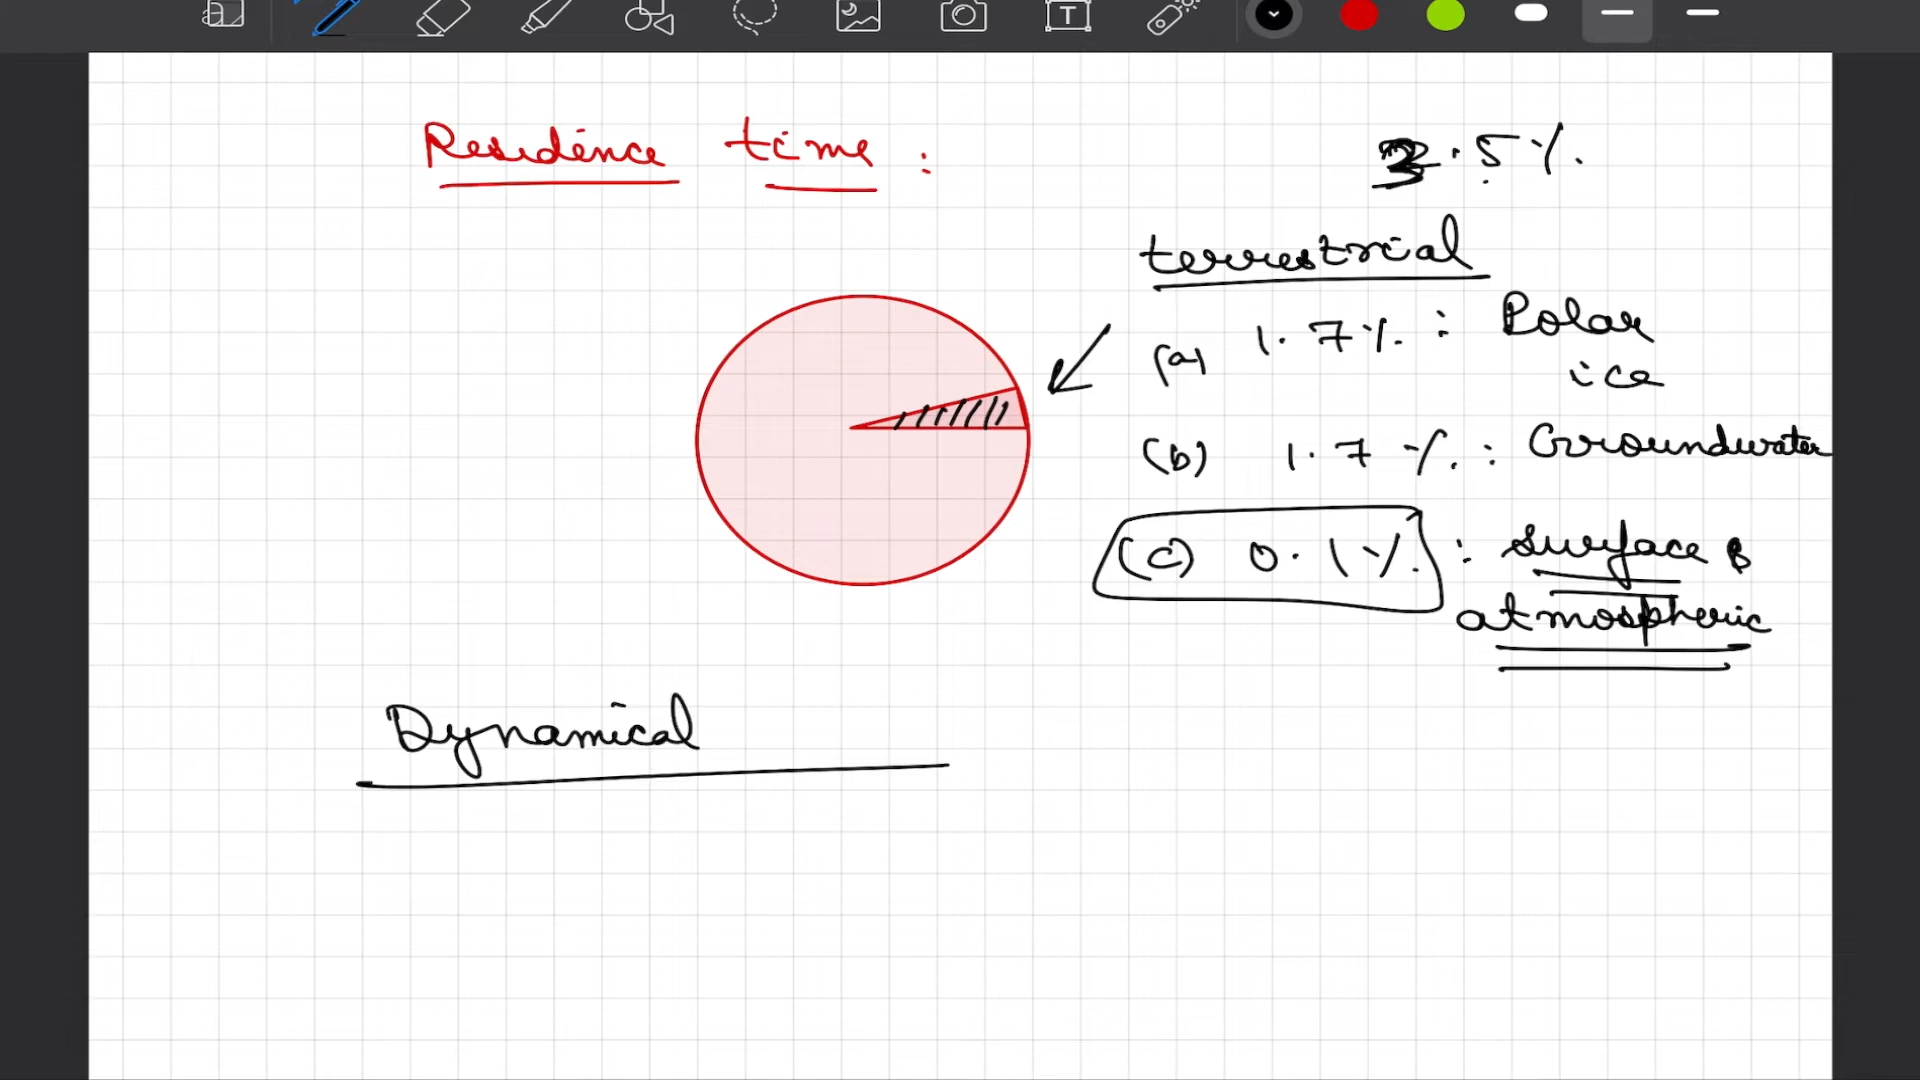 Residence time :
3.5%.
terrestrial
(a) 1.7% : Polar
ice
(b) 1.7 % : Groundwater
(c) 0.1% : surface &
atmospheric
Dynamical